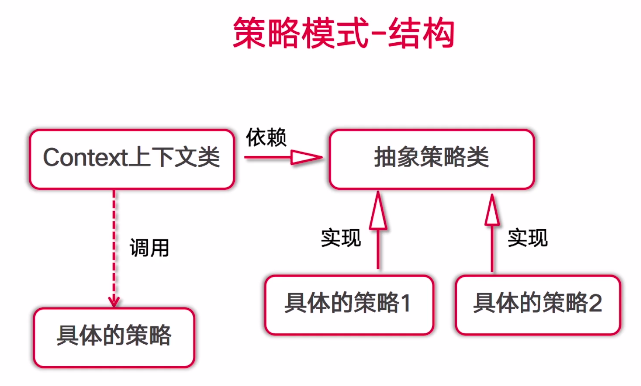 策略模式-结构
Context上下文类
依赖
抽象策略类
调用
实现
实现
具体的策略
具体的策略1
具体的策略2